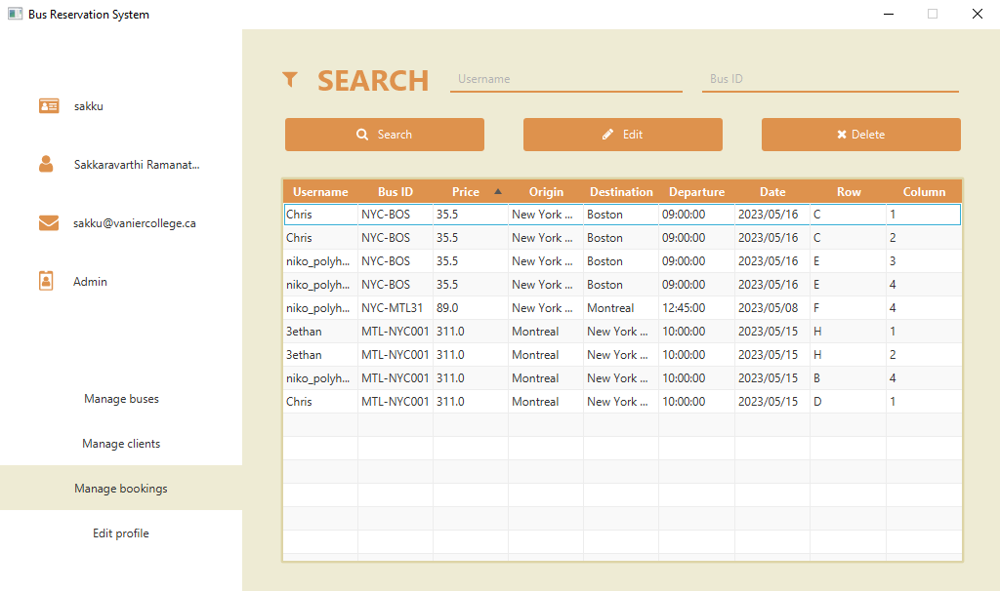 Bus Reservation System
sakku
Sakkaravarthi Ramanat...
sakku@vaniercollege.ca
Admin
Manage buses
Manage clients
Manage bookings
Edit profile
SEARCH Username Bus ID
Search Edit Delete
Username Bus ID Price Origin Destination Departure Date Row Column
Chris NYC-BOS 35.5 New York ... Boston 09:00:00 2023/05/16 C 1
Chris NYC-BOS 35.5 New York ... Boston 09:00:00 2023/05/16 C 2
niko_polyh... NYC-BOS 35.5 New York ... Boston 09:00:00 2023/05/16 E 3
niko_polyh... NYC-BOS 35.5 New York ... Boston 09:00:00 2023/05/16 E 4
niko_polyh... NYC-MTL31 89.0 New York ... Montreal 12:45:00 2023/05/08 F 4
3ethan MTL-NYC001 311.0 Montreal New York ... 10:00:00 2023/05/15 H 1
3ethan MTL-NYC001 311.0 Montreal New York ... 10:00:00 2023/05/15 H 2
niko_polyh... MTL-NYC001 311.0 Montreal New York ... 10:00:00 2023/05/15 B 4
Chris MTL-NYC001 311.0 Montreal New York ... 10:00:00 2023/05/15 D 1